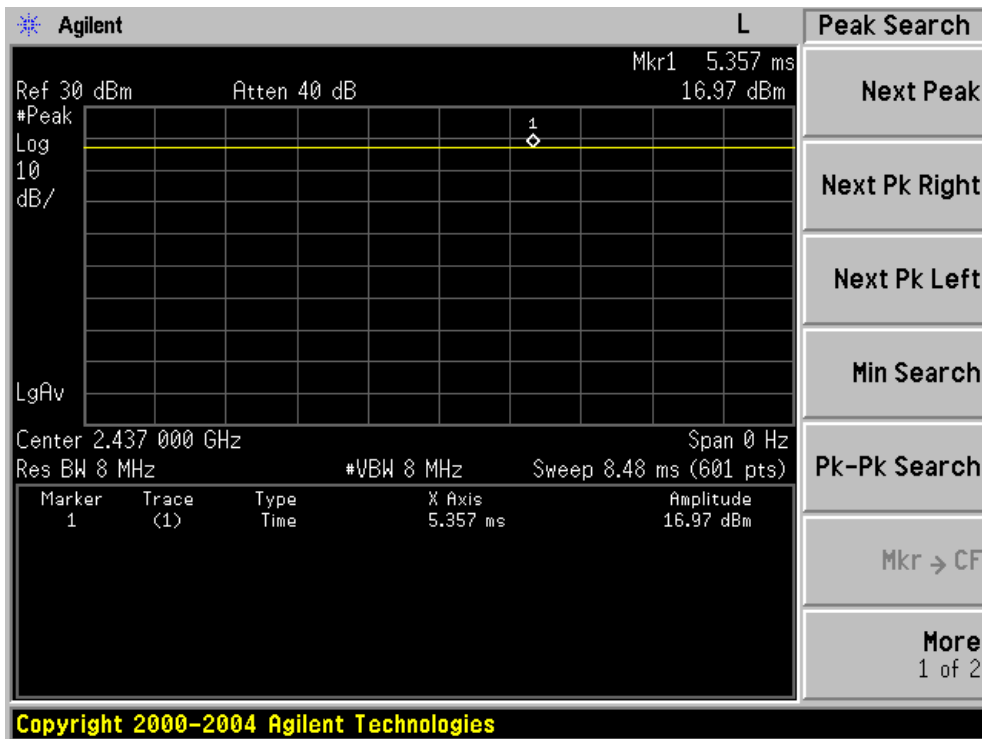 Agilent L Peak Search
Mkr1 5.357 ms
Ref 30 dBm Atten 40 dB 16.97 dBm
#Peak
Log
10
dB/
1
LgAv
Center 2.437 000 GHz Span 0 Hz
Res BW 8 MHz #VBW 8 MHz Sweep 8.48 ms (601 pts)
Marker Trace Type X Axis Amplitude
1 (1) Time 5.357 ms 16.97 dBm
Next Peak
Next Pk Right
Next Pk Left
Min Search
Pk-Pk Search
Mkr → CF
More
1 of 2
Copyright 2000-2004 Agilent Technologies